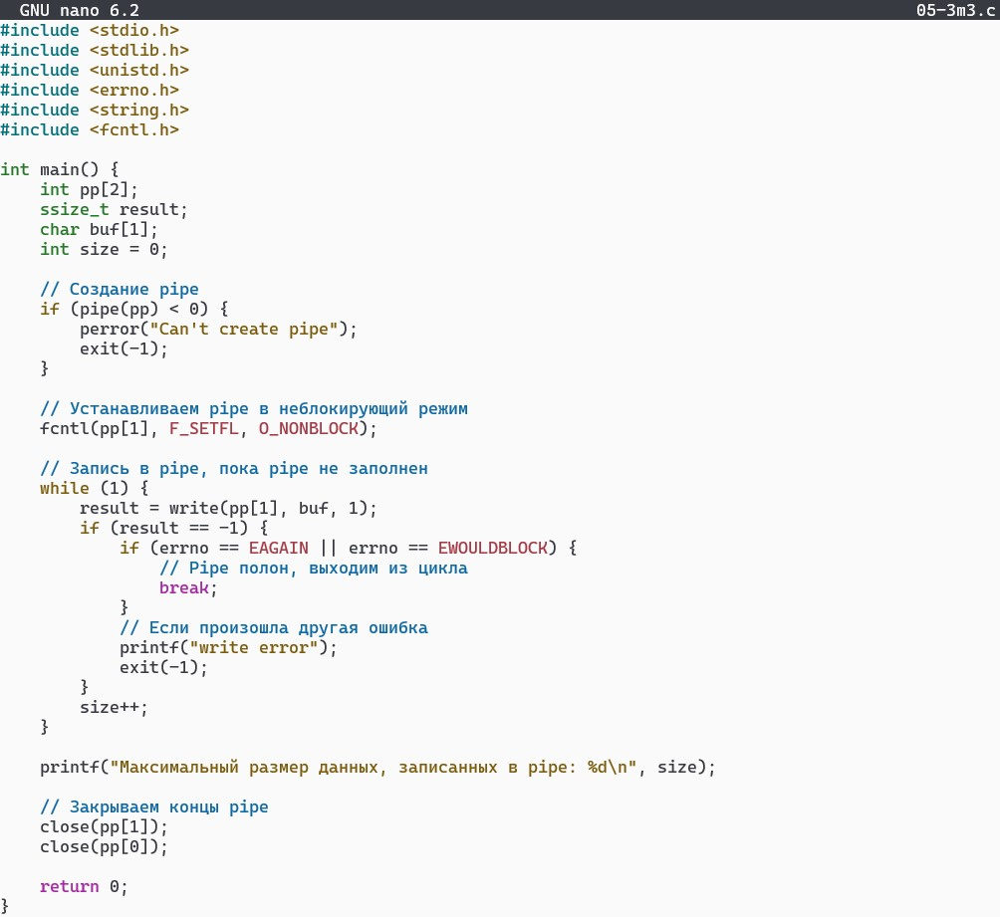 GNU nano 6.2 05-3m3.c
#include <stdio.h>
#include <stdlib.h>
#include <unistd.h>
#include <errno.h>
#include <string.h>
#include <fcntl.h>

int main() {
    int pp[2];
    ssize_t result;
    char buf[1];
    int size = 0;

    // Создание pipe
    if (pipe(pp) < 0) {
        perror("Can't create pipe");
        exit(-1);
    }

    // Устанавливаем pipe в неблокирующий режим
    fcntl(pp[1], F_SETFL, O_NONBLOCK);

    // Запись в pipe, пока pipe не заполнен
    while (1) {
        result = write(pp[1], buf, 1);
        if (result == -1) {
            if (errno == EAGAIN || errno == EWOULDBLOCK) {
                // Pipe полон, выходим из цикла
                break;
            }
            // Если произошла другая ошибка
            printf("write error");
            exit(-1);
        }
        size++;
    }

    printf("Максимальный размер данных, записанных в pipe: %d\n", size);

    // Закрываем концы pipe
    close(pp[1]);
    close(pp[0]);

    return 0;
}